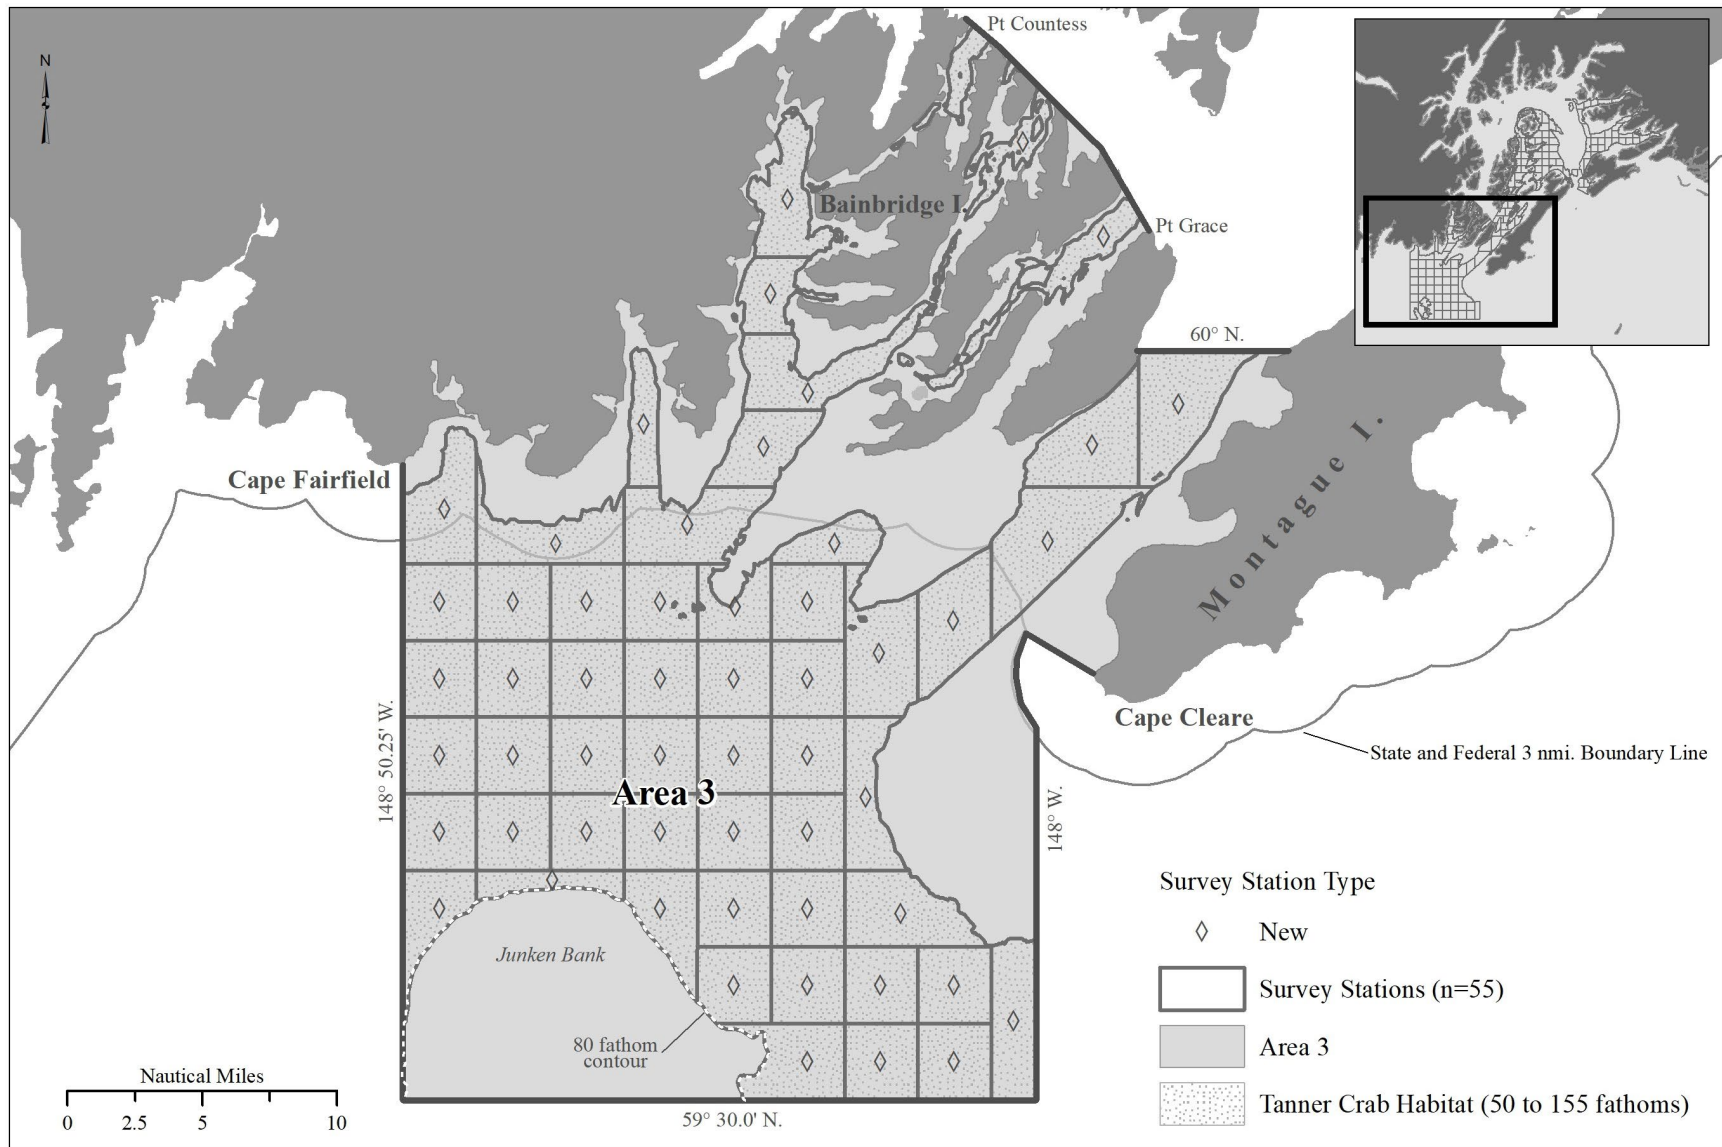 N
Pt Countess
Bainbridge I.
Pt Grace
60° N.
Cape Fairfield
Montague I.
Cape Cleare
State and Federal 3 nmi. Boundary Line
148° 50.25' W.
Area 3
148° W.
Junken Bank
80 fathom
contour
59° 30.0' N.
Nautical Miles
0 2.5 5 10
Survey Station Type
New
Survey Stations (n=55)
Area 3
Tanner Crab Habitat (50 to 155 fathoms)